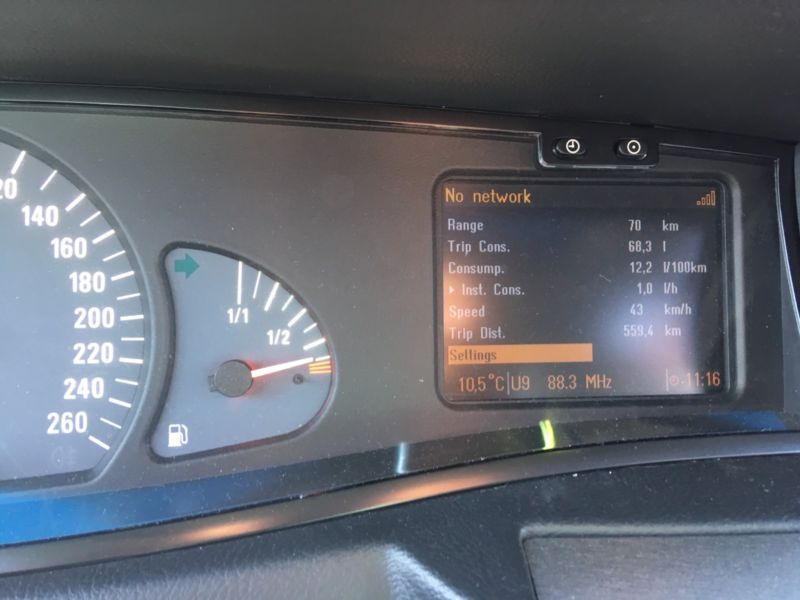 20
140
160
180
200
220
240
260
1/1
1/2
No network
Range 70 km
Trip Cons. 68,3 l
Consump. 12,2 l/100km
Inst. Cons. 1,0 l/h
Speed 43 km/h
Trip Dist. 559,4 km
Settings
10,5°C U9 88.3 MHz 11:16